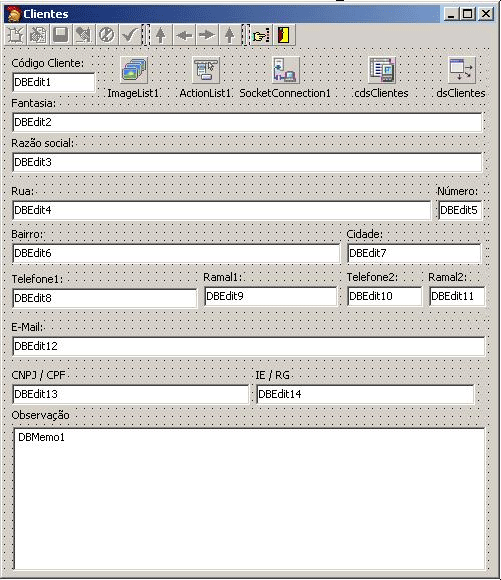 Clientes
Código Cliente:
DBEdit1
ImageList1 ActionList1 SocketConnection1 cdsClientes dsClientes
Fantasia:
DBEdit2
Razão social:
DBEdit3
Rua: Número:
DBEdit4 DBEdit5
Bairro: Cidade:
DBEdit6 DBEdit7
Telefone1: Ramal1: Telefone2: Ramal2:
DBEdit8 DBEdit9 DBEdit10 DBEdit11
E-Mail:
DBEdit12
CNPJ / CPF IE / RG
DBEdit13 DBEdit14
Observação
DBMemo1